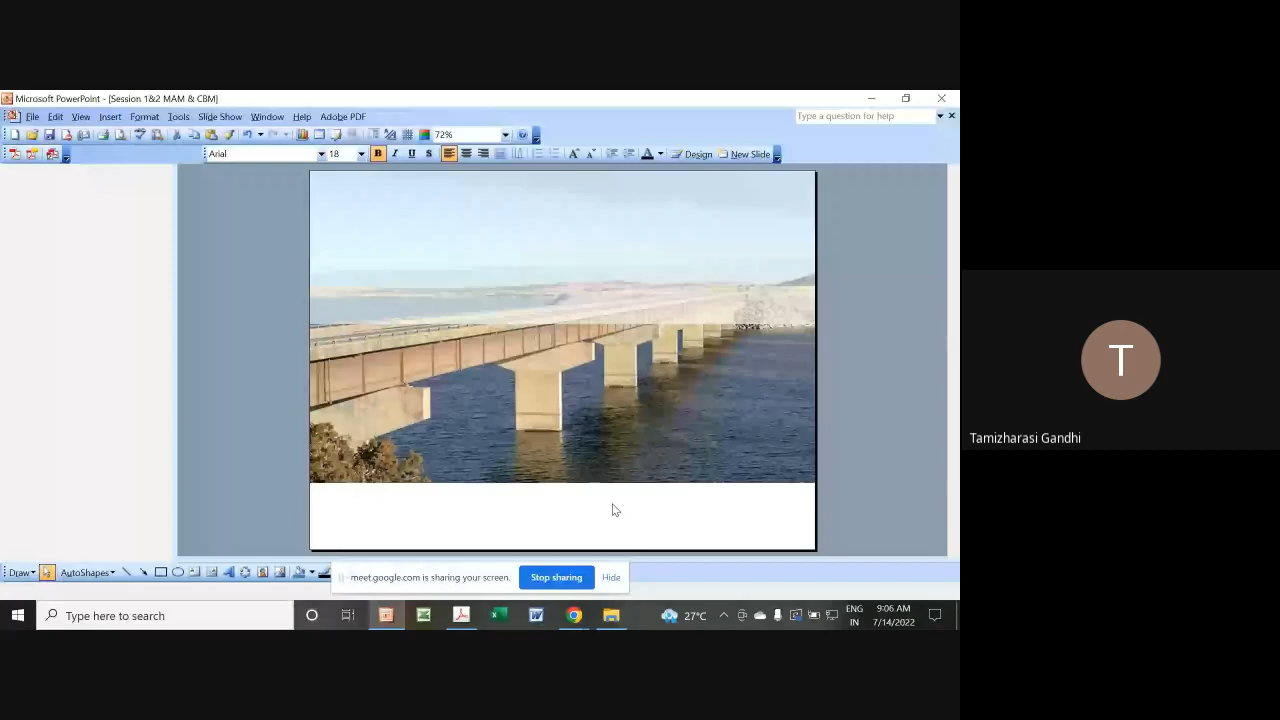 Microsoft PowerPoint - [Session 1&2 MAM & CBM]
File Edit View Insert Format Tools Slide Show Window Help Adobe PDF
Type a question for help
72%
Arial 18 B I U S A A A Design New Slide
T
Tamizharasi Gandhi
Draw AutoShapes
meet.google.com is sharing your screen. Stop sharing Hide
Type here to search
27°C
ENG
IN
9:06 AM
7/14/2022